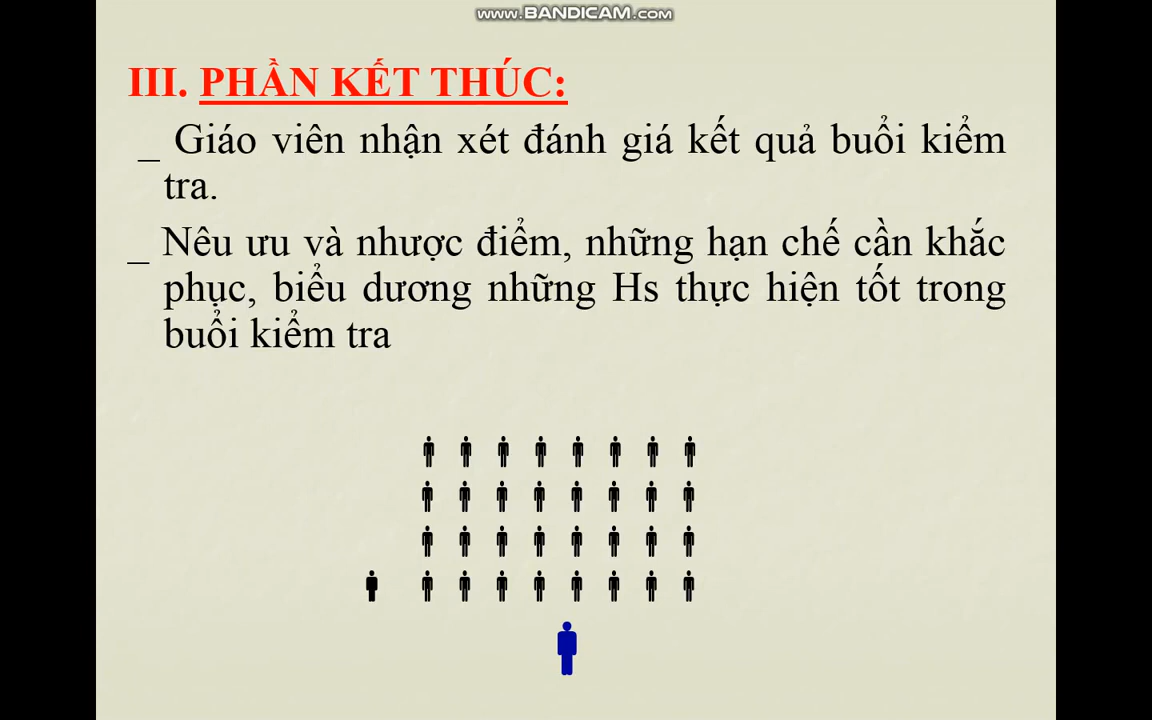 www.BANDICAM.com
III. PHẦN KẾT THÚC:
_ Giáo viên nhận xét đánh giá kết quả buổi kiểm
tra.
_ Nêu ưu và nhược điểm, những hạn chế cần khắc
phục, biểu dương những Hs thực hiện tốt trong
buổi kiểm tra